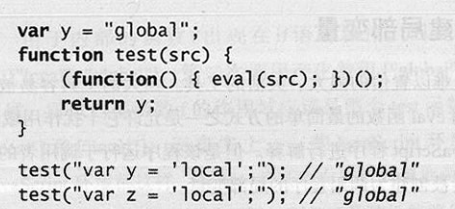 var y = "global";
function test(src) {
(function() { eval(src); })();
return y;
}
test("var y = 'local';"); // "global"
test("var z = 'local';"); // "global"